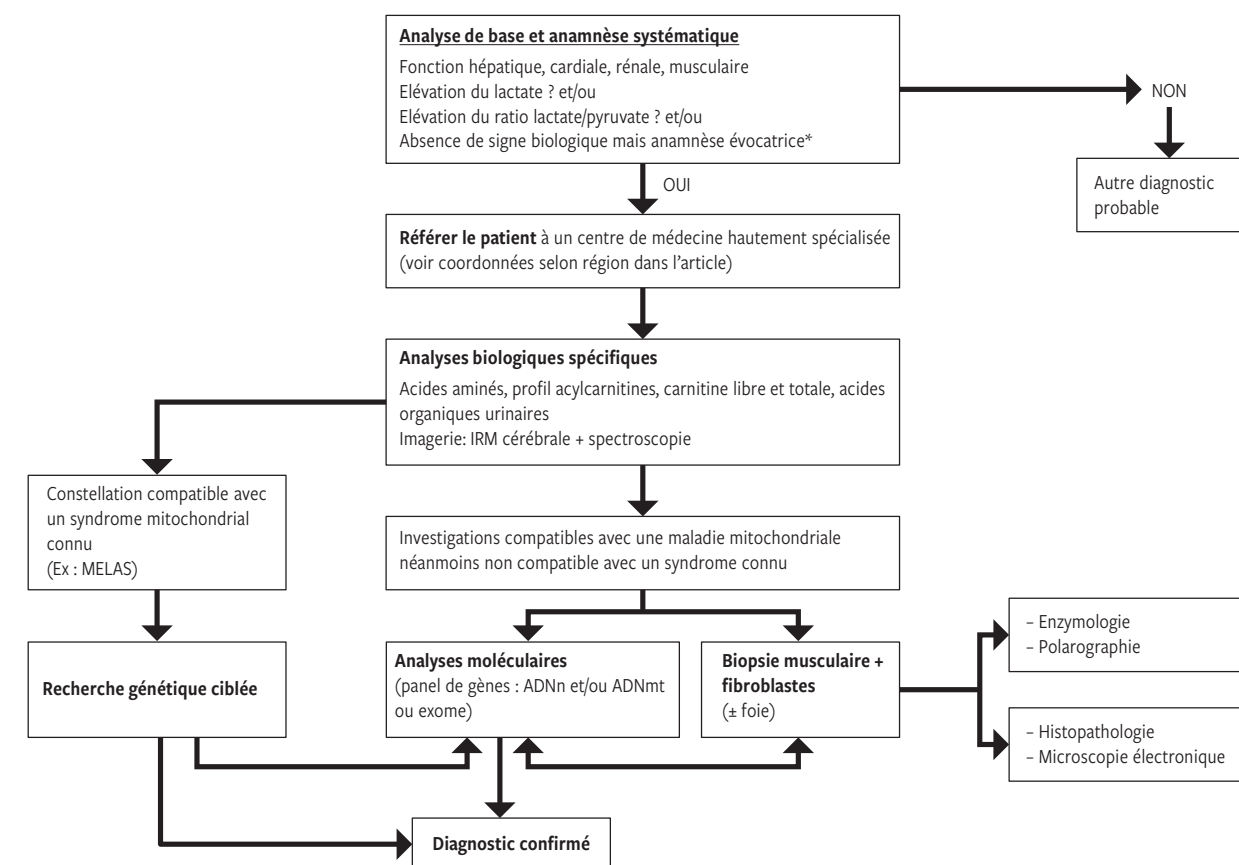 Analyse de base et anamnèse systématique
Fonction hépatique, cardiale, rénale, musculaire
Elévation du lactate ? et/ou
Elévation du ratio lactate/pyruvate ? et/ou
Absence de signe biologique mais anamnèse évocatrice*
NON
Autre diagnostic
probable
OUI
Référer le patient à un centre de médecine hautement spécialisée
(voir coordonnées selon région dans l'article)
Analyses biologiques spécifiques
Acides aminés, profil acylcarnitines, carnitine libre et totale, acides
organiques urinaires
Imagerie: IRM cérébrale + spectroscopie
Constellation compatible avec
un syndrome mitochondrial
connu
(Ex : MELAS)
Investigations compatibles avec une maladie mitochondriale
néanmoins non compatible avec un syndrome connu
Recherche génétique ciblée
Analyses moléculaires
(panel de gènes : ADNn et/ou ADNmt
ou exome)
Biopsie musculaire +
fibroblastes
(± foie)
– Enzymologie
– Polarographie
– Histopathologie
– Microscopie électronique
Diagnostic confirmé